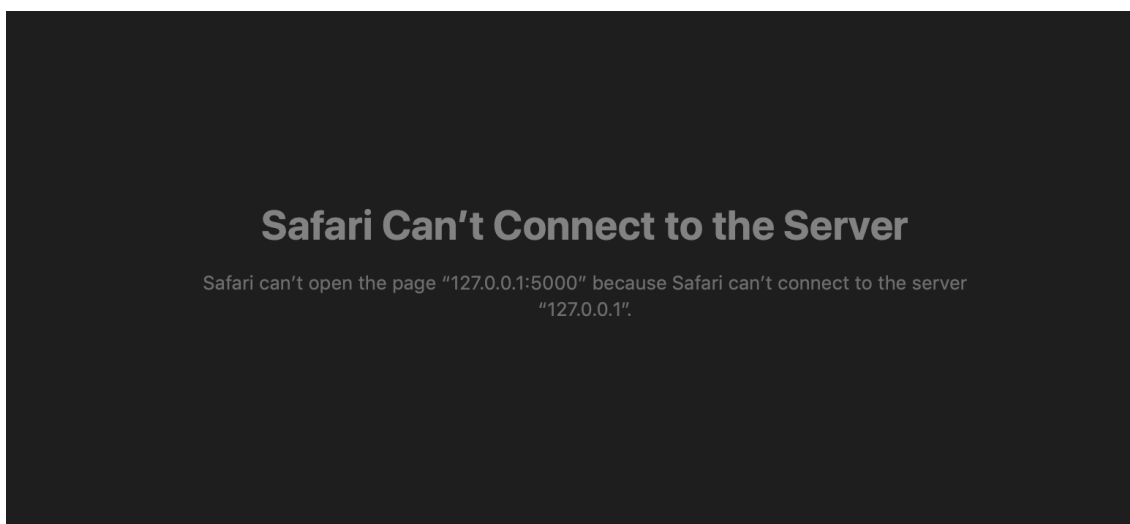 Safari Can’t Connect to the Server
Safari can’t open the page “127.0.0.1:5000” because Safari can’t connect to the server
“127.0.0.1”.